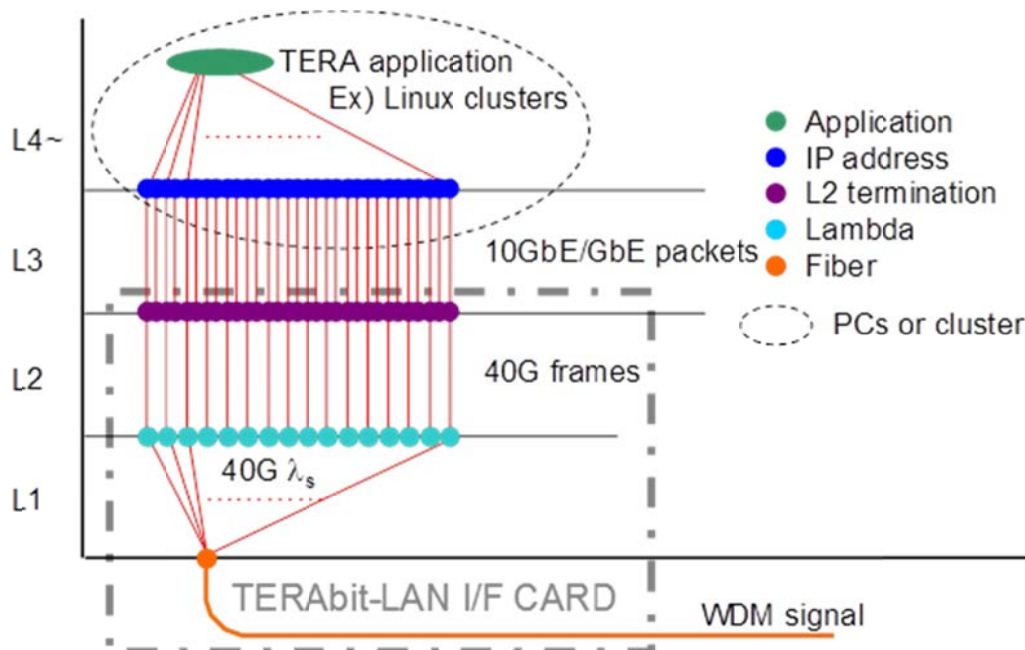 TERA application
Ex) Linux clusters
L4~
L3
L2
L1
10GbE/GbE packets
40G frames
40G λs
TERAbit-LAN I/F CARD
WDM signal
Application
IP address
L2 termination
Lambda
Fiber
PCs or cluster